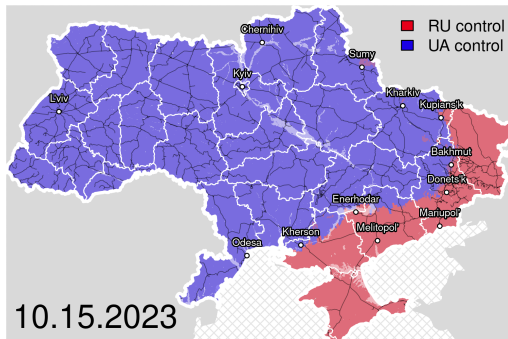 RU control
UA control
Chernihiv
Sumy
Kyiv
L'viv
Kharkiv
Kupians'k
Bakhmut
Donets'k
Enerhodar
Mariupol'
Melitopol'
Kherson
Odesa
10.15.2023